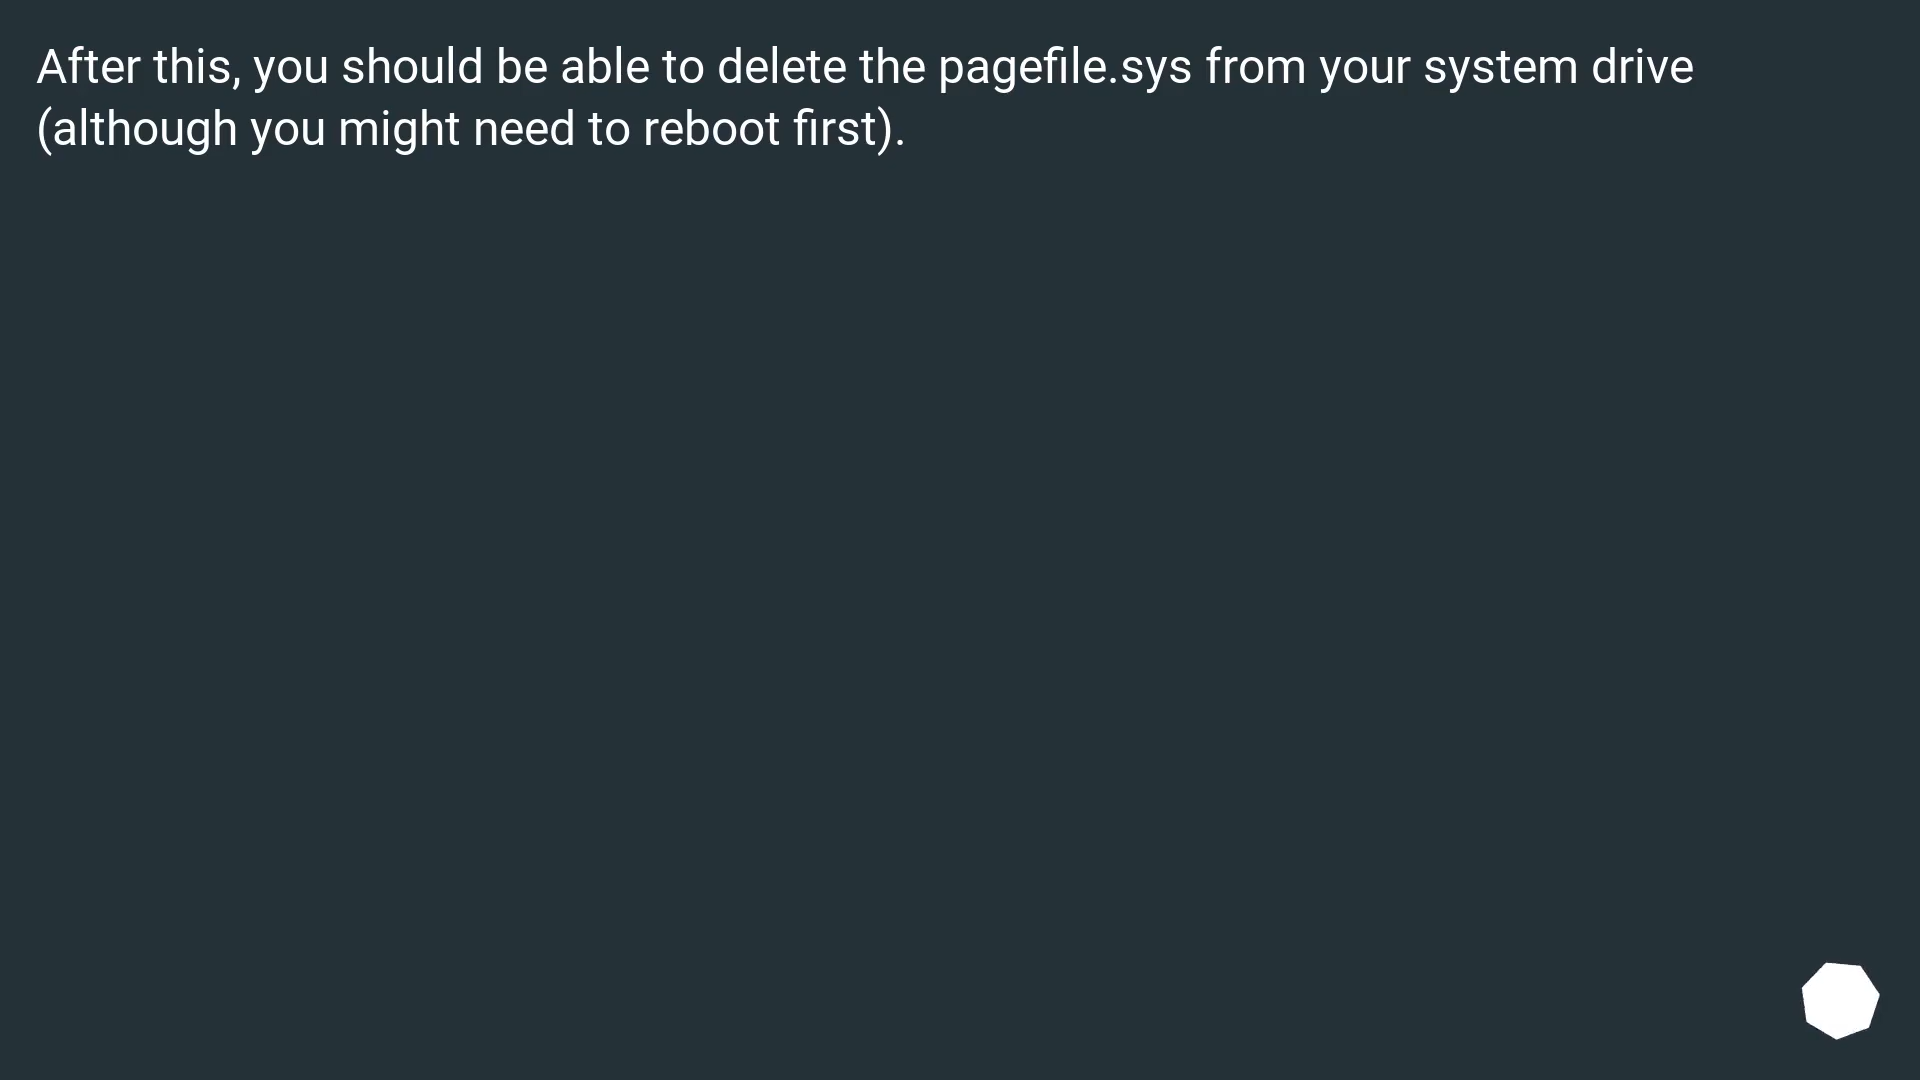 After this, you should be able to delete the pagefile.sys from your system drive
(although you might need to reboot first).